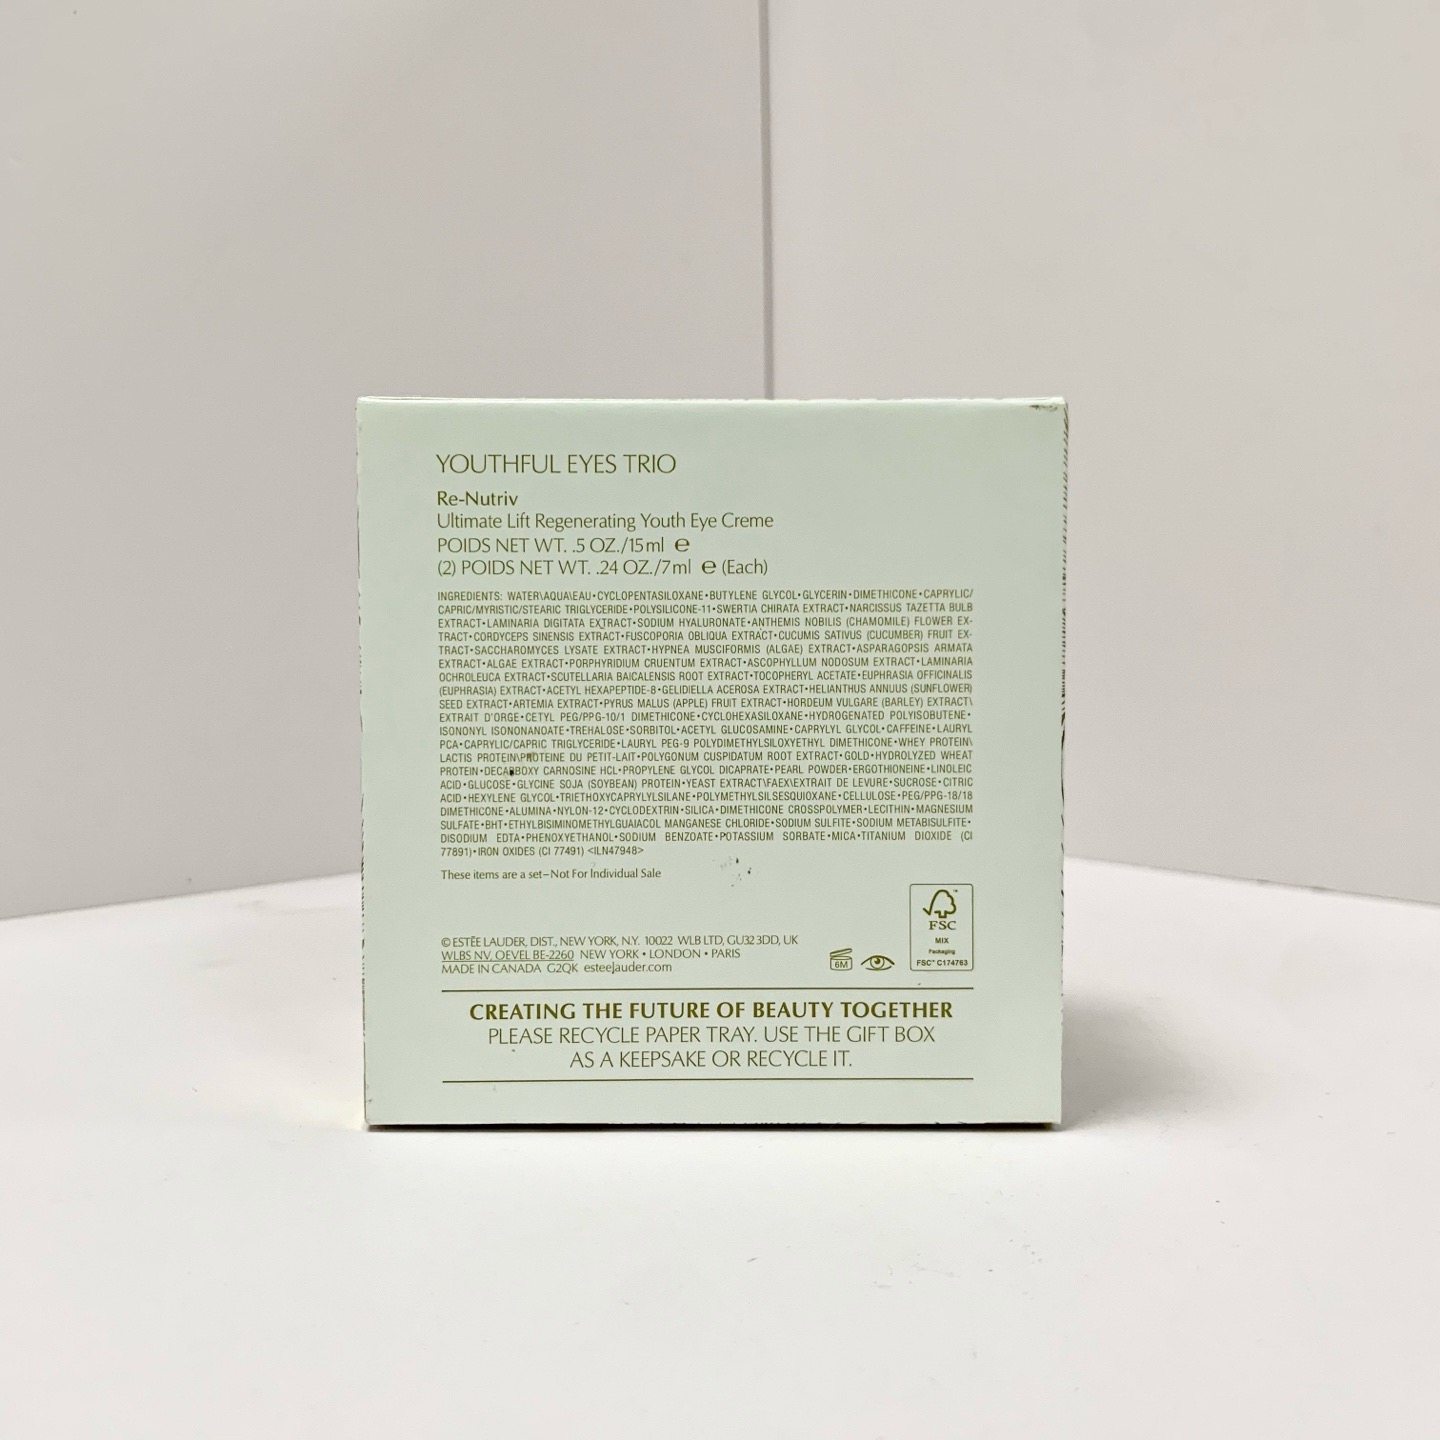 YOUTHFUL EYES TRIO
Re-Nutriv
Ultimate Lift Regenerating Youth Eye Creme
POIDS NET WT. .5 OZ./15ml ℮
(2) POIDS NET WT. .24 OZ./7ml ℮ (Each)
INGREDIENTS: WATER\AQUA\EAU•CYCLOPENTASILOXANE•BUTYLENE GLYCOL•GLYCERIN•DIMETHICONE•CAPRYLIC/
CAPRIC/MYRISTIC/STEARIC TRIGLYCERIDE•POLYSILICONE-11•SWERTIA CHIRATA EXTRACT•NARCISSUS TAZETTA BULB
EXTRACT•LAMINARIA DIGITATA EXTRACT•SODIUM HYALURONATE•ANTHEMIS NOBILIS (CHAMOMILE) FLOWER EX-
TRACT•CORDYCEPS SINENSIS EXTRACT•FUSCOPORIA OBLIQUA EXTRACT•CUCUMIS SATIVUS (CUCUMBER) FRUIT EX-
TRACT•SACCHAROMYCES LYSATE EXTRACT•HYPNEA MUSCIFORMIS (ALGAE) EXTRACT•ASPARAGOPSIS ARMATA
EXTRACT•ALGAE EXTRACT•PORPHYRIDIUM CRUENTUM EXTRACT•ASCOPHYLLUM NODOSUM EXTRACT•LAMINARIA
OCHROLEUCA EXTRACT•SCUTELLARIA BAICALENSIS ROOT EXTRACT•TOCOPHERYL ACETATE•EUPHRASIA OFFICINALIS
(EUPHRASIA) EXTRACT•ACETYL HEXAPEPTIDE-8•GELIDIELLA ACEROSA EXTRACT•HELIANTHUS ANNUUS (SUNFLOWER)
SEED EXTRACT•ARTEMIA EXTRACT•PYRUS MALUS (APPLE) FRUIT EXTRACT•HORDEUM VULGARE (BARLEY) EXTRACT\
EXTRAIT D'ORGE•CETYL PEG/PPG-10/1 DIMETHICONE•CYCLOHEXASILOXANE•HYDROGENATED POLYISOBUTENE•
ISONONYL ISONONANOATE•TREHALOSE•SORBITOL•ACETYL GLUCOSAMINE•CAPRYLYL GLYCOL•CAFFEINE•LAURYL
PCA•CAPRYLIC/CAPRIC TRIGLYCERIDE•LAURYL PEG-9 POLYDIMETHYLSILOXYETHYL DIMETHICONE•WHEY PROTEIN\
LACTIS PROTEIN\PROTEINE DU PETIT-LAIT•POLYGONUM CUSPIDATUM ROOT EXTRACT•GOLD•HYDROLYZED WHEAT
PROTEIN•DECARBOXY CARNOSINE HCL•PROPYLENE GLYCOL DICAPRATE•PEARL POWDER•ERGOTHIONEINE•LINOLEIC
ACID•GLUCOSE•GLYCINE SOJA (SOYBEAN) PROTEIN•YEAST EXTRACT\FAEX\EXTRAIT DE LEVURE•SUCROSE•CITRIC
ACID•HEXYLENE GLYCOL•TRIETHOXYCAPRYLYLSILANE•POLYMETHYLSILSESQUIOXANE•CELLULOSE•PEG/PPG-18/18
DIMETHICONE•ALUMINA•NYLON-12•CYCLODEXTRIN•SILICA•DIMETHICONE CROSSPOLYMER•LECITHIN•MAGNESIUM
SULFATE•BHT•ETHYLBISIMINOMETHYLGUAIACOL MANGANESE CHLORIDE•SODIUM SULFITE•SODIUM METABISULFITE•
DISODIUM EDTA•PHENOXYETHANOL•SODIUM BENZOATE•POTASSIUM SORBATE•MICA•TITANIUM DIOXIDE (CI
77891)•IRON OXIDES (CI 77491) <ILN47948>
These items are a set–Not For Individual Sale
© ESTĒE LAUDER, DIST., NEW YORK, N.Y. 10022 WLB LTD, GU32 3DD, UK
WLBS NV, OEVEL BE-2260 NEW YORK • LONDON • PARIS
MADE IN CANADA G2QK esteelauder.com
6M
FSC
MIX
Packaging
FSC® C174763
CREATING THE FUTURE OF BEAUTY TOGETHER
PLEASE RECYCLE PAPER TRAY. USE THE GIFT BOX
AS A KEEPSAKE OR RECYCLE IT.